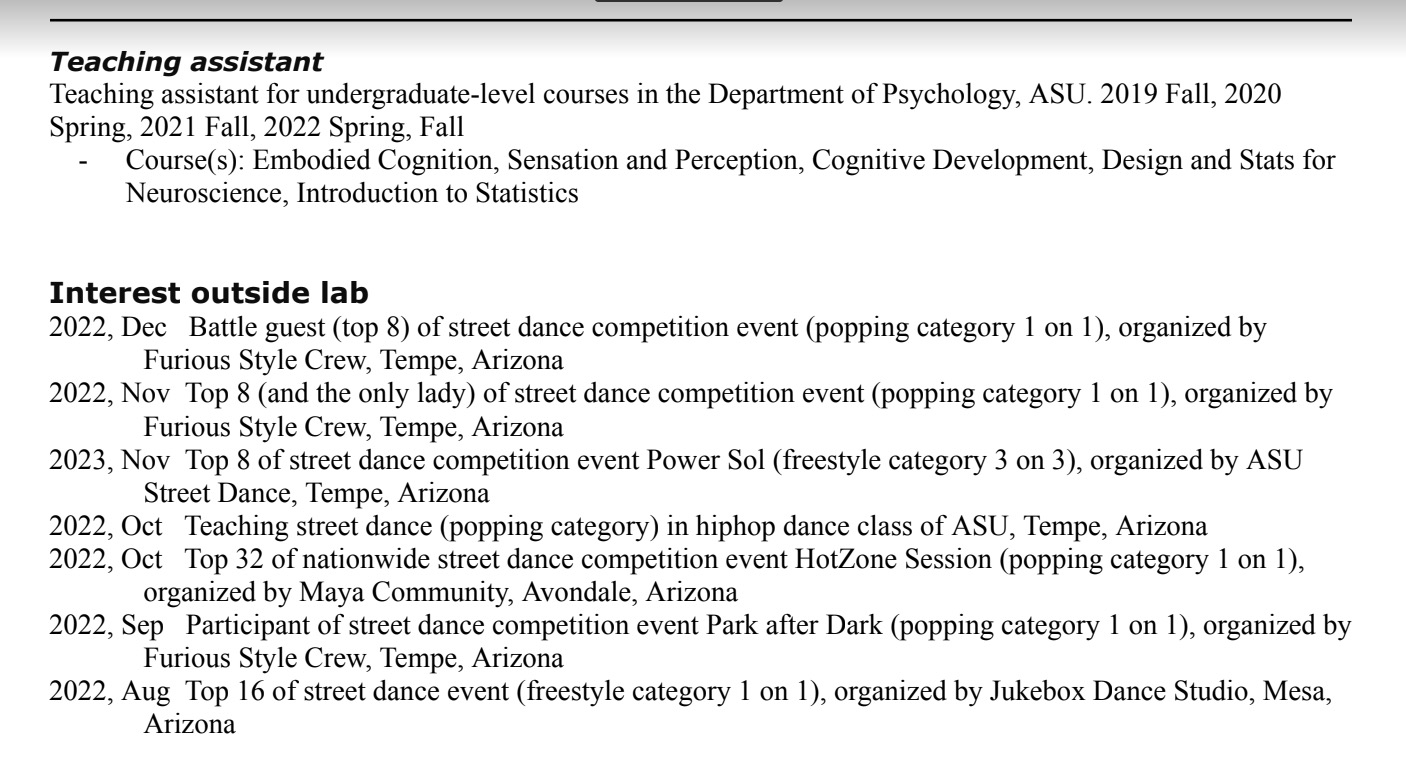 Teaching assistant
Teaching assistant for undergraduate-level courses in the Department of Psychology, ASU. 2019 Fall, 2020
Spring, 2021 Fall, 2022 Spring, Fall
- Course(s): Embodied Cognition, Sensation and Perception, Cognitive Development, Design and Stats for
Neuroscience, Introduction to Statistics
Interest outside lab
2022, Dec Battle guest (top 8) of street dance competition event (popping category 1 on 1), organized by
Furious Style Crew, Tempe, Arizona
2022, Nov Top 8 (and the only lady) of street dance competition event (popping category 1 on 1), organized by
Furious Style Crew, Tempe, Arizona
2023, Nov Top 8 of street dance competition event Power Sol (freestyle category 3 on 3), organized by ASU
Street Dance, Tempe, Arizona
2022, Oct Teaching street dance (popping category) in hiphop dance class of ASU, Tempe, Arizona
2022, Oct Top 32 of nationwide street dance competition event HotZone Session (popping category 1 on 1),
organized by Maya Community, Avondale, Arizona
2022, Sep Participant of street dance competition event Park after Dark (popping category 1 on 1), organized by
Furious Style Crew, Tempe, Arizona
2022, Aug Top 16 of street dance event (freestyle category 1 on 1), organized by Jukebox Dance Studio, Mesa,
Arizona